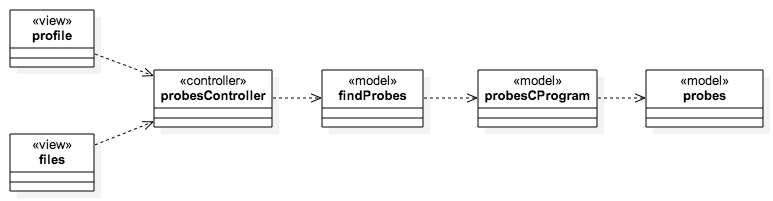 «view»
profile
«controller»
probesController
«model»
findProbes
«model»
probesCProgram
«model»
probes
«view»
files